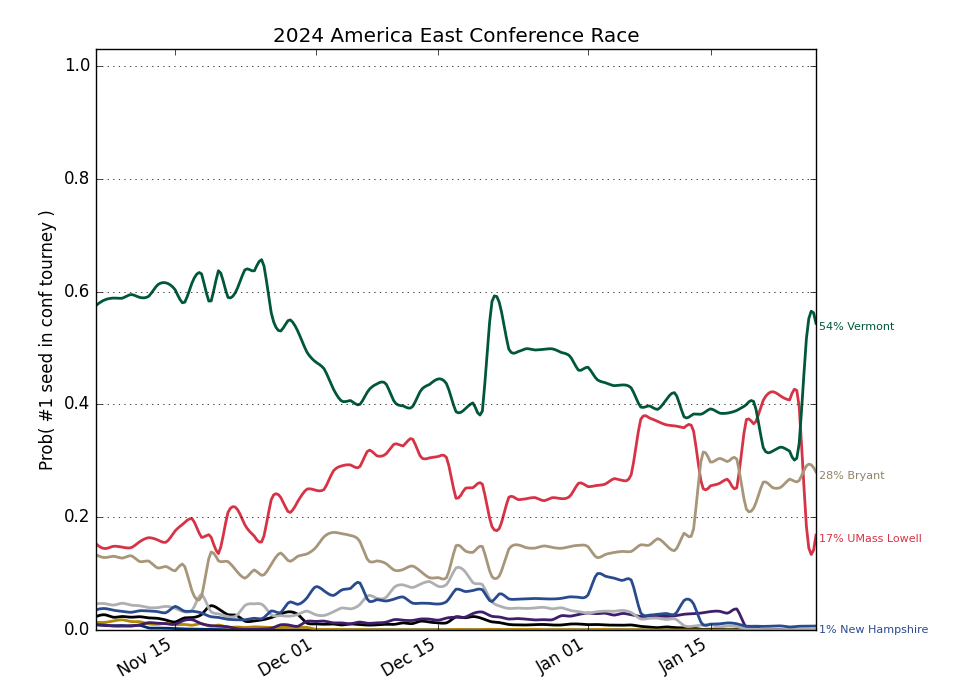 2024 America East Conference Race
Prob( #1 seed in conf tourney )
1.0
0.8
0.6
0.4
0.2
0.0
54% Vermont
28% Bryant
17% UMass Lowell
1% New Hampshire
Nov 15
Dec 01
Dec 15
Jan 01
Jan 15